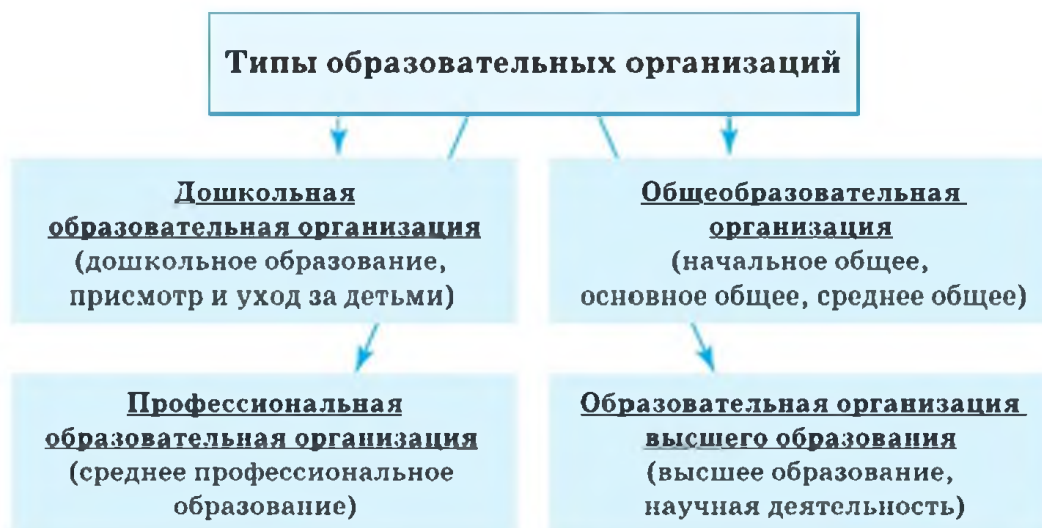 Типы образовательных организаций
Дошкольная
образовательная организация
(дошкольное образование,
присмотр и уход за детьми)
Общеобразовательная
организация
(начальное общее,
основное общее, среднее общее)
Профессиональная
образовательная организация
(среднее профессиональное
образование)
Образовательная организация
высшего образования
(высшее образование,
научная деятельность)